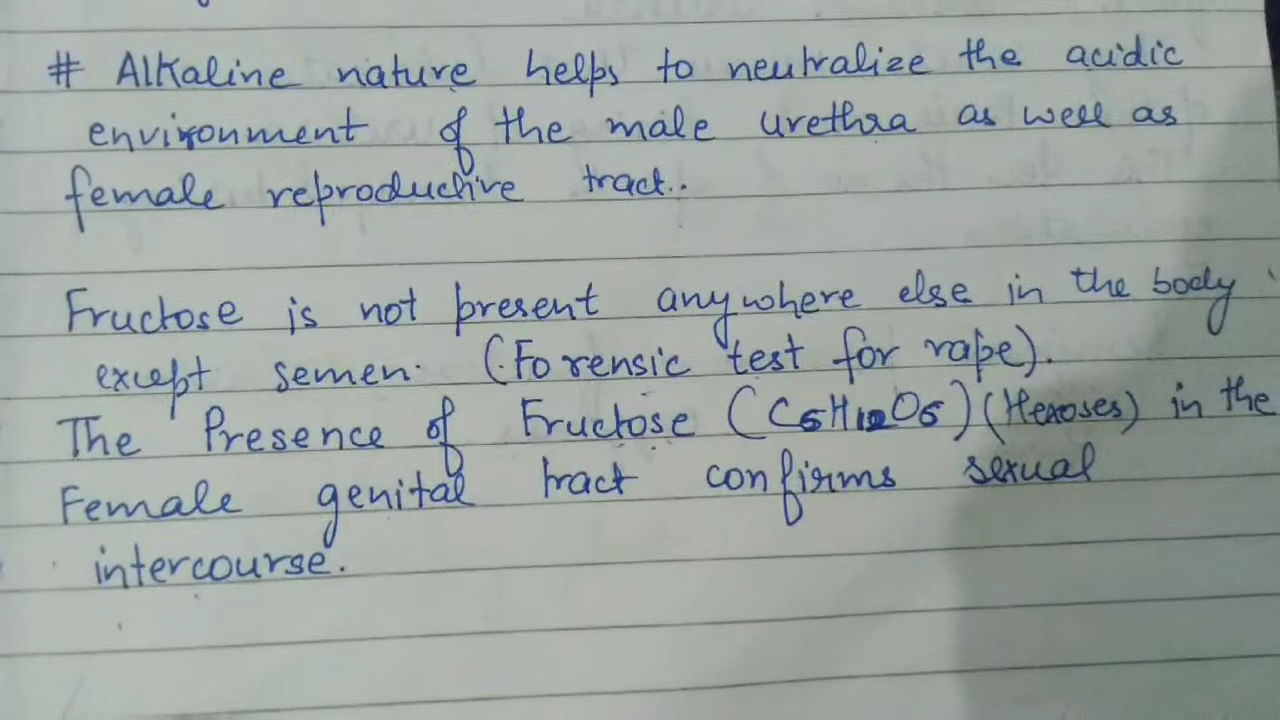 # Alkaline nature helps to neutralize the acidic
environment of the male urethra as well as
female reproductive tract..
Fructose is not present anywhere else in the body
except semen. (Forensic test for rape).
The Presence of Fructose (C6H12O6) (Hexoses) in the
Female genital tract confirms sexual
intercourse.